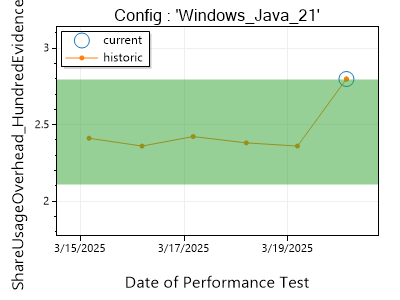 Config : 'Windows_Java_21'
current
historic
3
2.5
2
ShareUsageOverhead_HundredEvidence
3/15/2025
3/17/2025
3/19/2025
Date of Performance Test